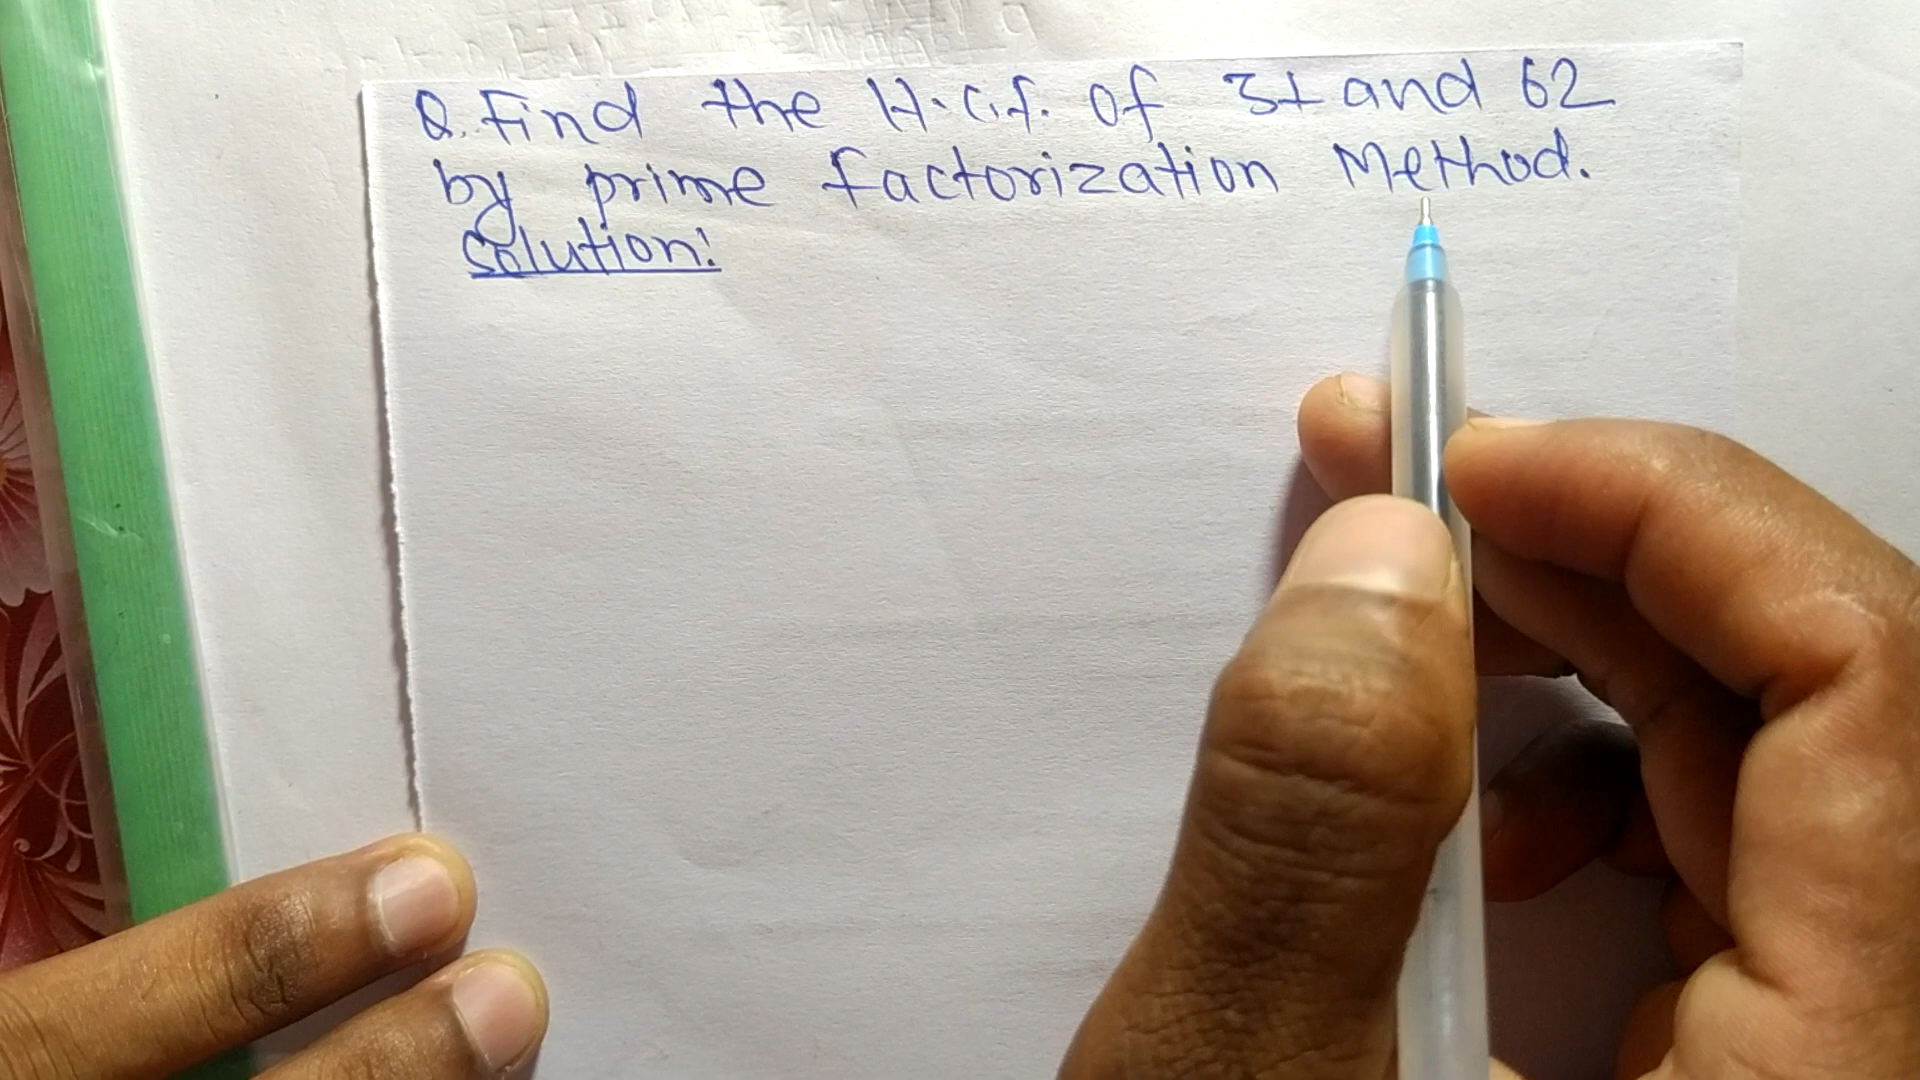 Q. Find the H.C.f. of 31 and 62
by prime factorization Method.
Solution: